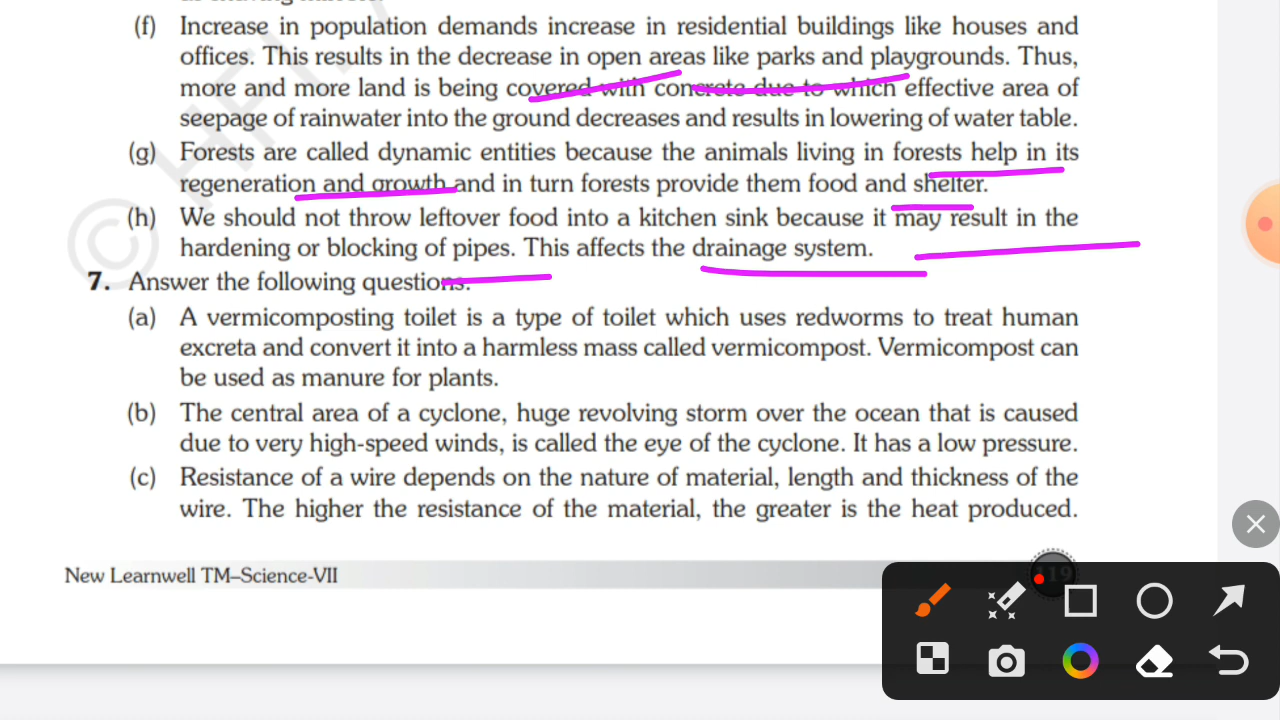 (f) Increase in population demands increase in residential buildings like houses and
offices. This results in the decrease in open areas like parks and playgrounds. Thus,
more and more land is being covered with concrete due to which effective area of
seepage of rainwater into the ground decreases and results in lowering of water table.
(g) Forests are called dynamic entities because the animals living in forests help in its
regeneration and growth and in turn forests provide them food and shelter.
(h) We should not throw leftover food into a kitchen sink because it may result in the
hardening or blocking of pipes. This affects the drainage system.
7. Answer the following questions:
(a) A vermicomposting toilet is a type of toilet which uses redworms to treat human
excreta and convert it into a harmless mass called vermicompost. Vermicompost can
be used as manure for plants.
(b) The central area of a cyclone, huge revolving storm over the ocean that is caused
due to very high-speed winds, is called the eye of the cyclone. It has a low pressure.
(c) Resistance of a wire depends on the nature of material, length and thickness of the
wire. The higher the resistance of the material, the greater is the heat produced.
New Learnwell TM–Science-VII
119